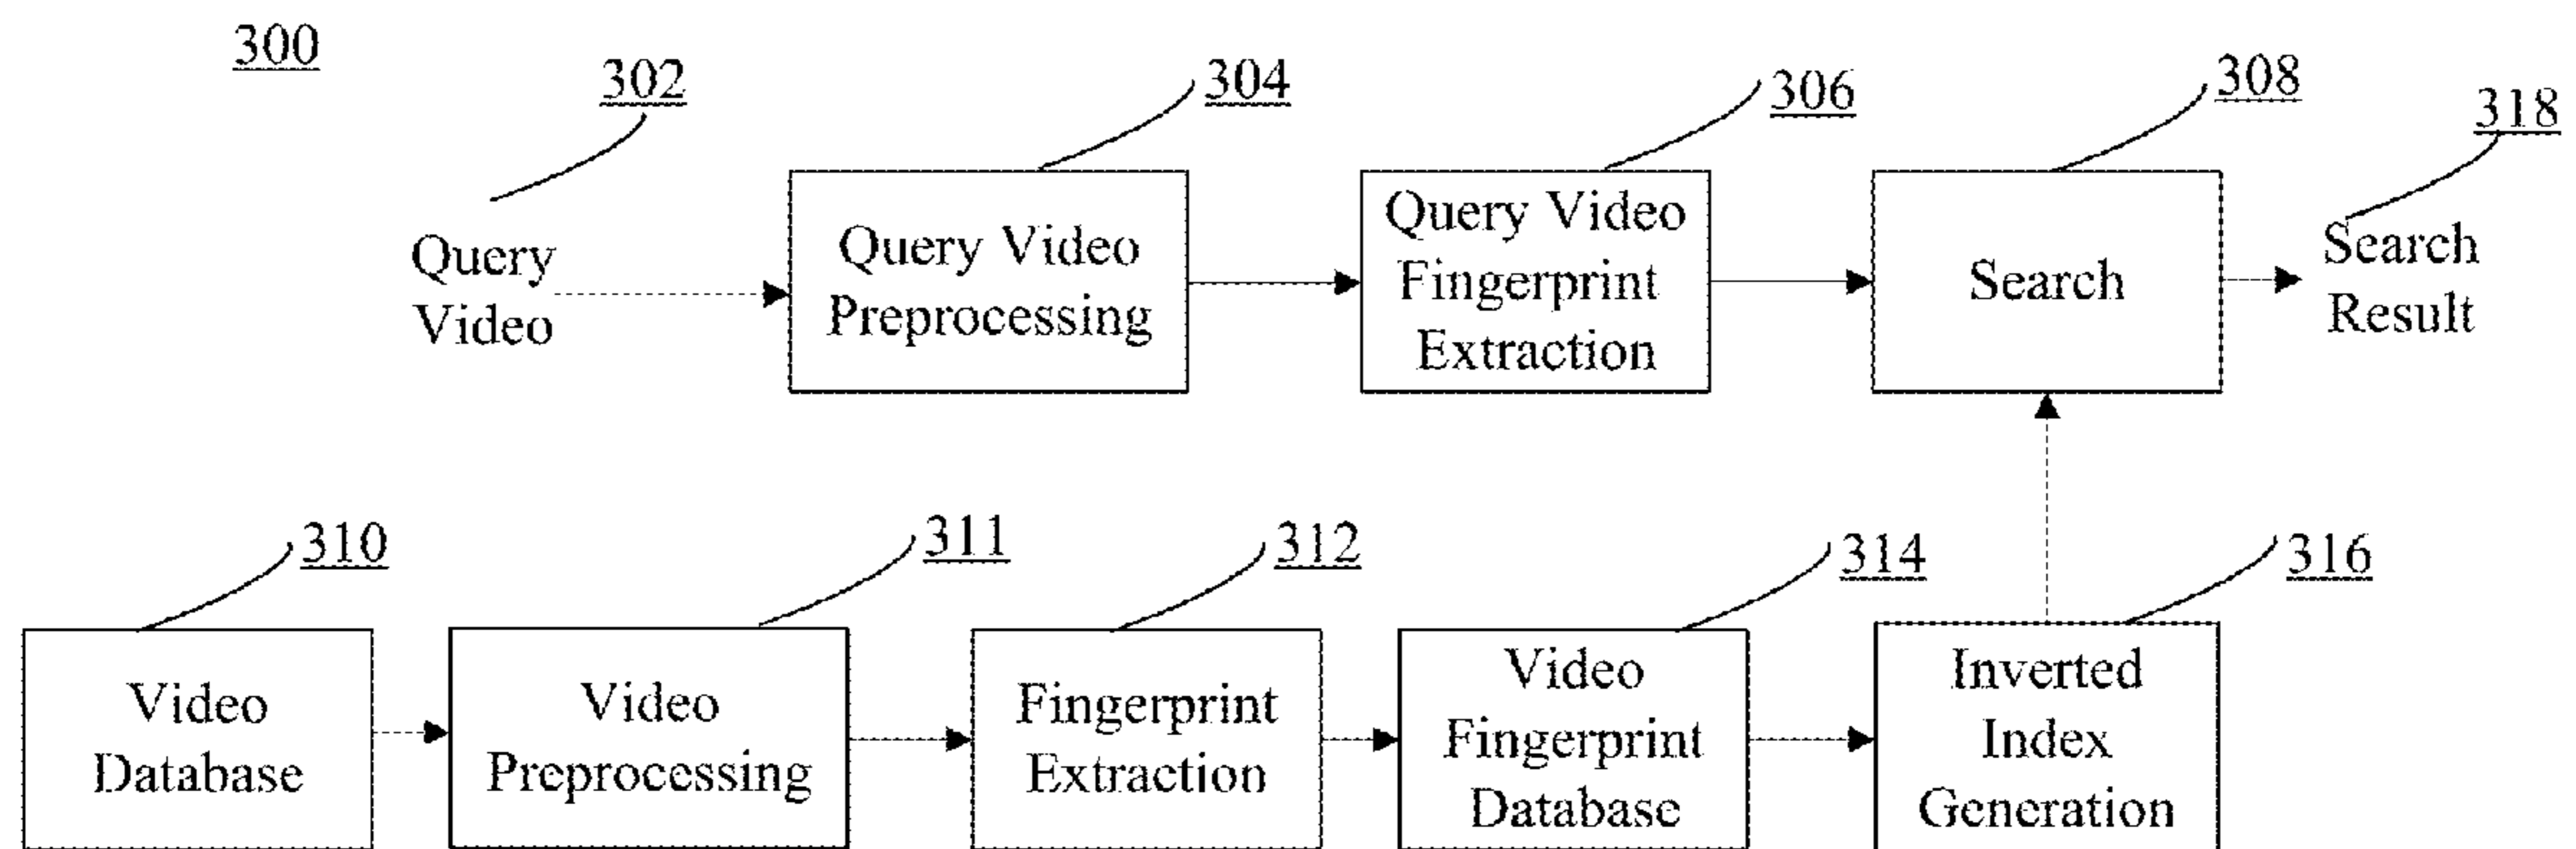 300
302
304
306
308
318
Query
Video
Query Video
Preprocessing
Query Video
Fingerprint
Extraction
Search
Search
Result
310
311
312
314
316
Video
Database
Video
Preprocessing
Fingerprint
Extraction
Video
Fingerprint
Database
Inverted
Index
Generation